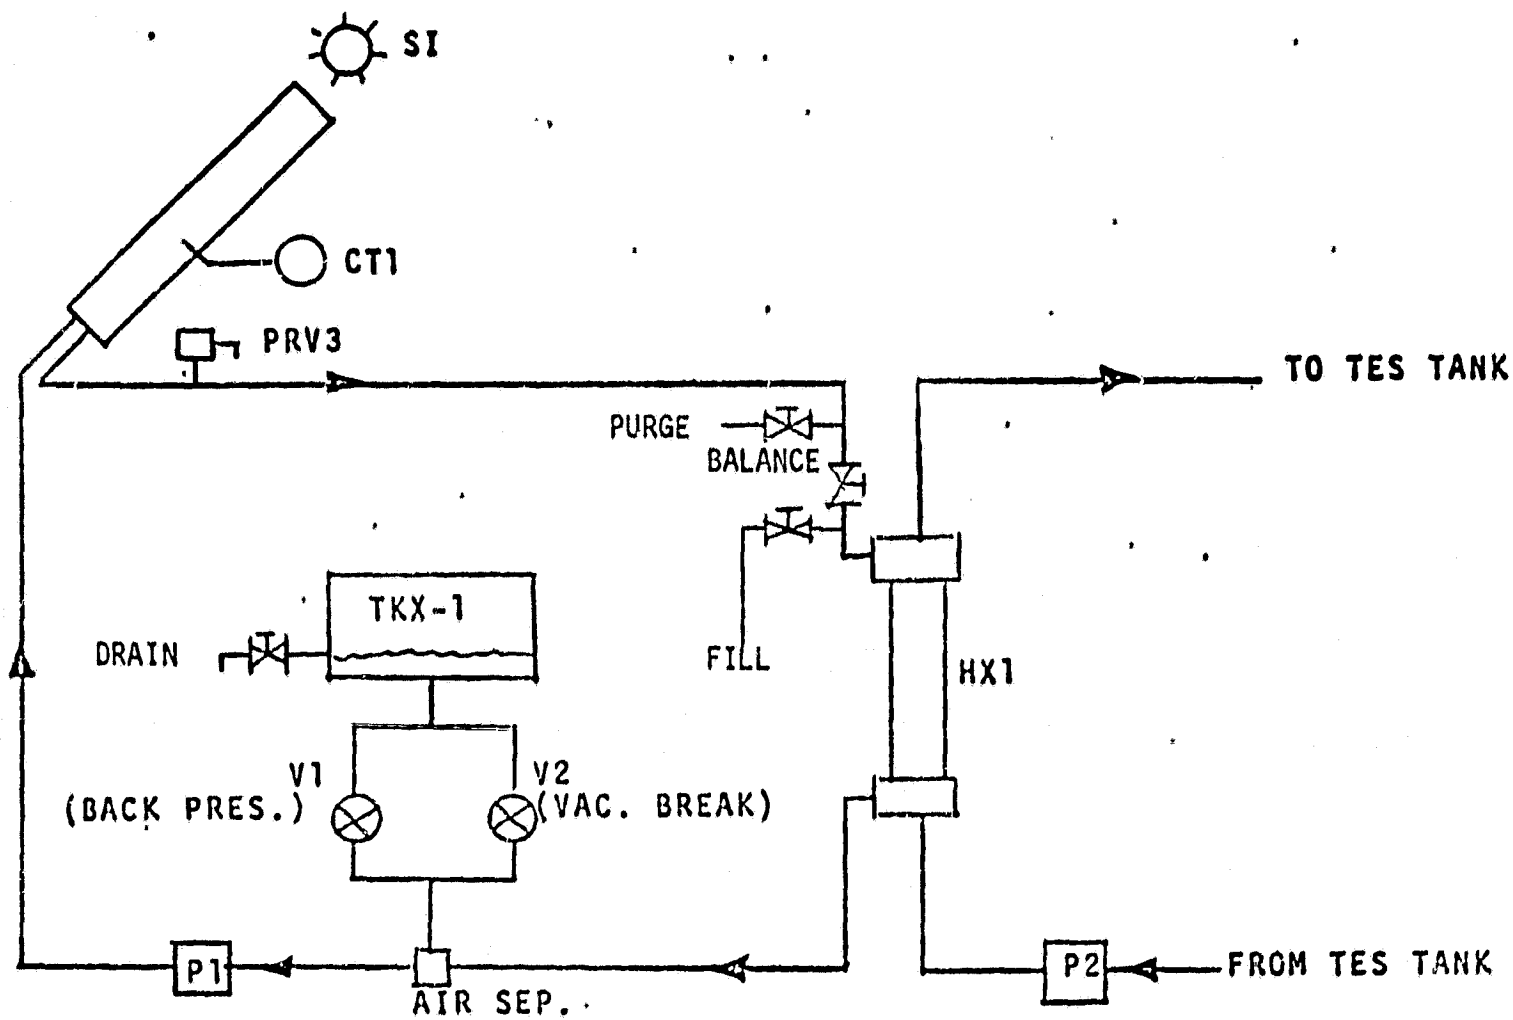 SI
CT1
PRV3
TO TES TANK
PURGE
BALANCE
TKX-1
DRAIN
FILL
HX1
V1
(BACK PRES.)
V2
(VAC. BREAK)
P1
AIR SEP.
P2
FROM TES TANK